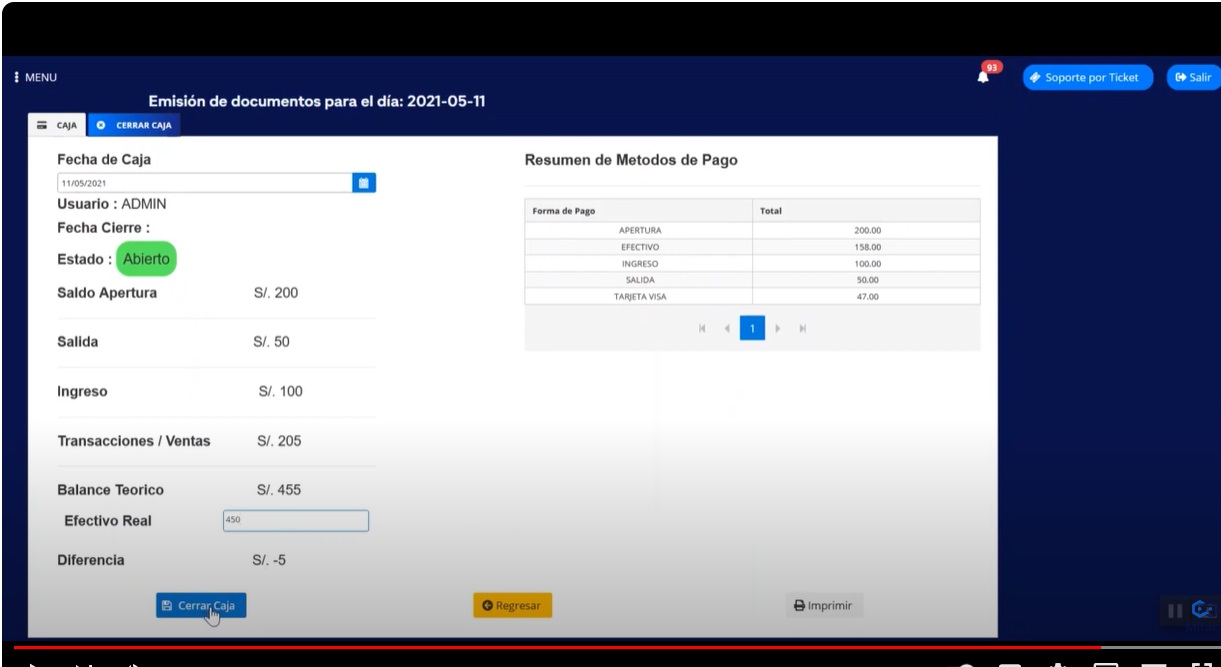 MENU
93
Soporte por Ticket
Salir
Emisión de documentos para el día: 2021-05-11
CAJA
CERRAR CAJA
Fecha de Caja
11/05/2021
Usuario : ADMIN
Fecha Cierre :
Estado : Abierto
Saldo Apertura S/. 200
Salida S/. 50
Ingreso S/. 100
Transacciones / Ventas S/. 205
Balance Teorico S/. 455
Efectivo Real 450
Diferencia S/. -5
Resumen de Metodos de Pago
Forma de Pago Total
APERTURA 200.00
EFECTIVO 158.00
INGRESO 100.00
SALIDA 50.00
TARJETA VISA 47.00
1
Cerrar Caja
Regresar
Imprimir